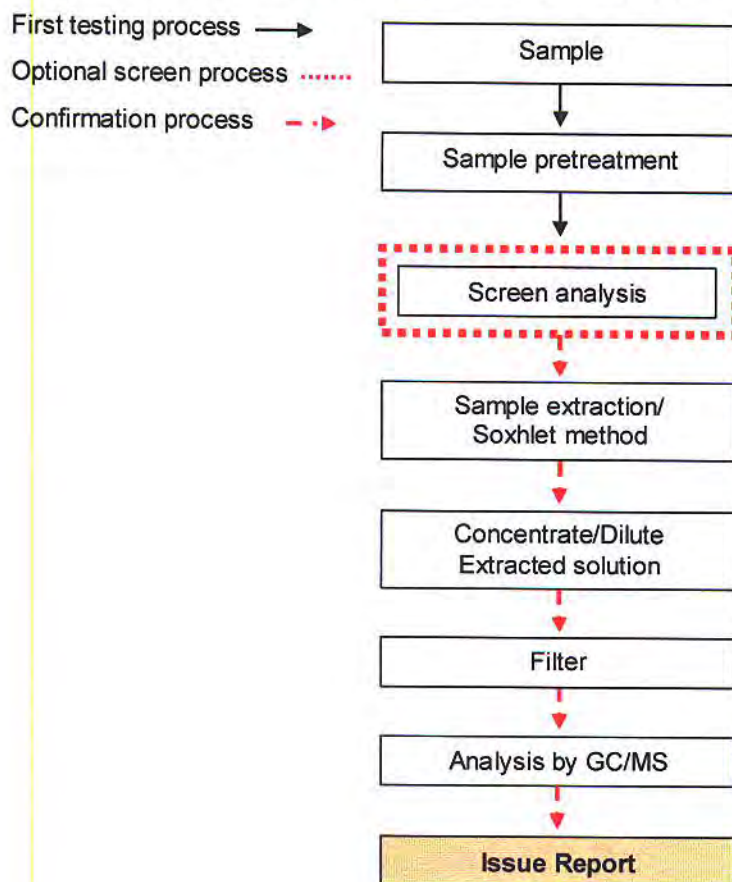 First testing process
Optional screen process
Confirmation process
Sample
Sample pretreatment
Screen analysis
Sample extraction/
Soxhlet method
Concentrate/Dilute
Extracted solution
Filter
Analysis by GC/MS
Issue Report